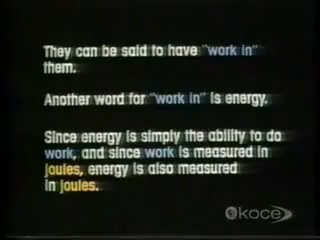 They can be said to have "work in"
them.
Another word for "work in" is energy.
Since energy is simply the ability to do
work, and since work is measured in
joules, energy is also measured
in joules.
koce